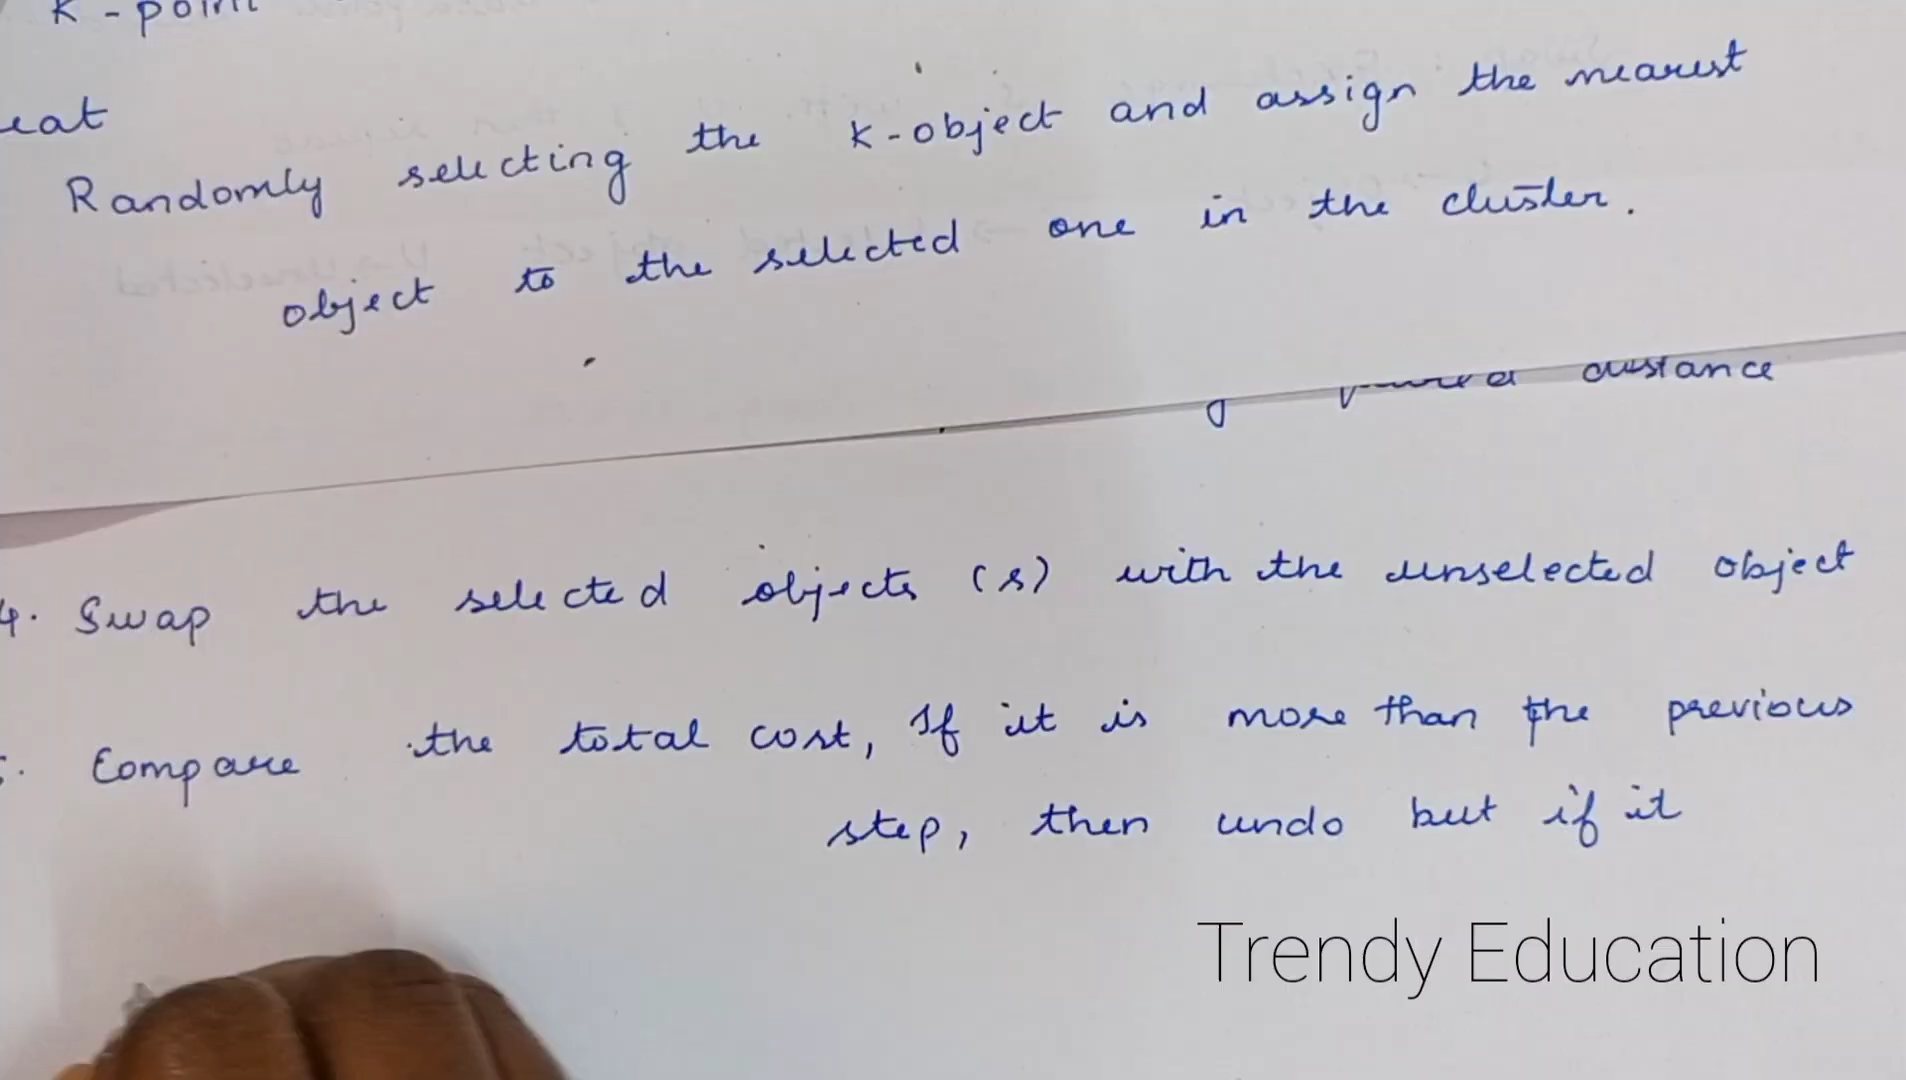 K - point
eat
Randomly selecting the K-object and assign the nearest
object to the selected one in the cluster.
distance
4. Swap the selected objects (s) with the unselected object
5. Compare the total cost, If it is more than the previous
step, then undo but if it
Trendy Education